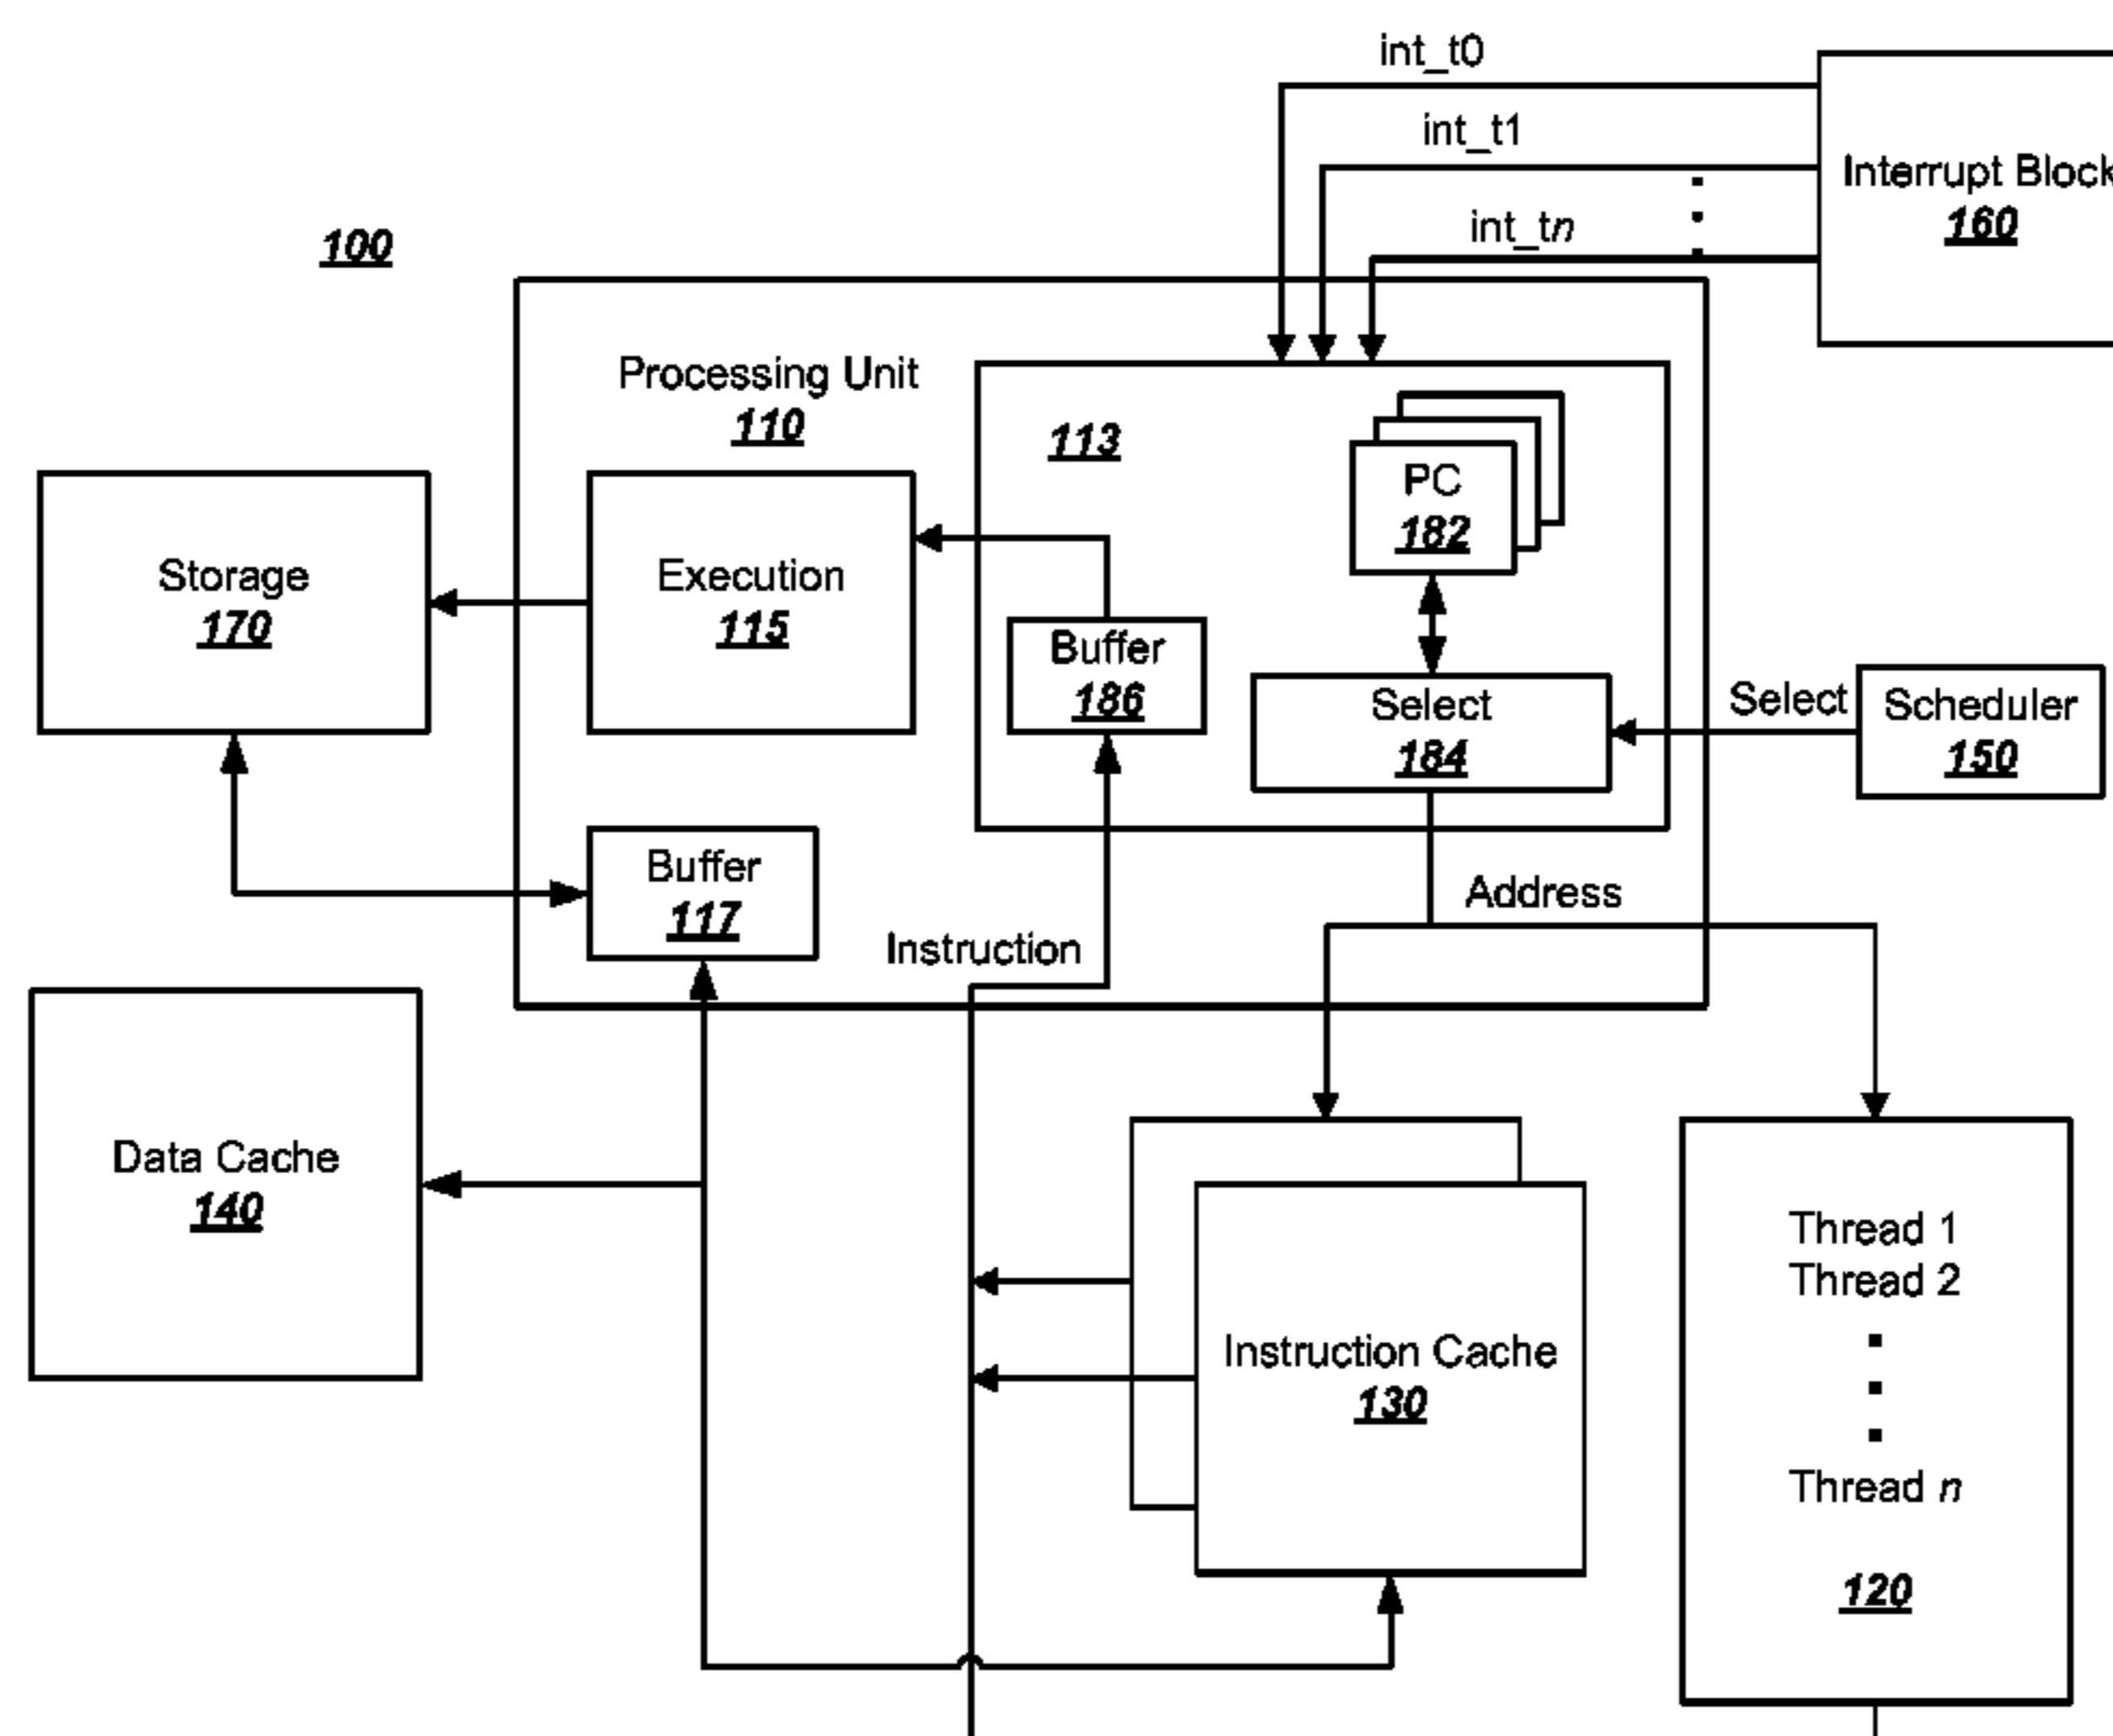 int_t0
int_t1
int_tn
Interrupt Block
160
100
Processing Unit
110
113
PC
182
Storage
170
Execution
115
Buffer
186
Select
184
Select
Scheduler
150
Buffer
117
Address
Instruction
Data Cache
140
Instruction Cache
130
Thread 1
Thread 2
Thread n
120